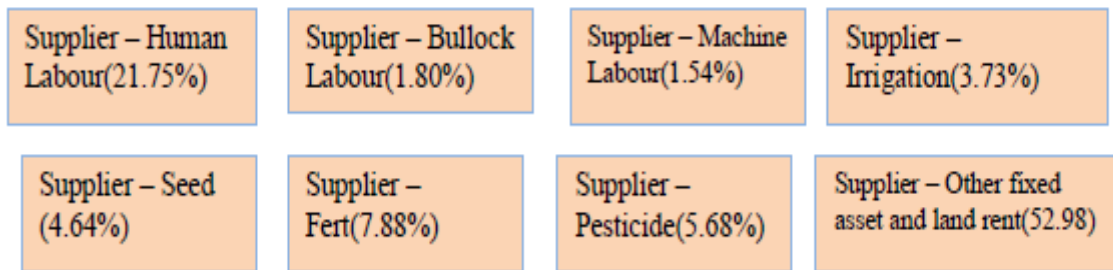 Supplier – Human
Labour(21.75%)
Supplier – Bullock
Labour(1.80%)
Supplier – Machine
Labour(1.54%)
Supplier –
Irrigation(3.73%)
Supplier – Seed
(4.64%)
Supplier –
Fert(7.88%)
Supplier –
Pesticide(5.68%)
Supplier – Other fixed
asset and land rent(52.98)